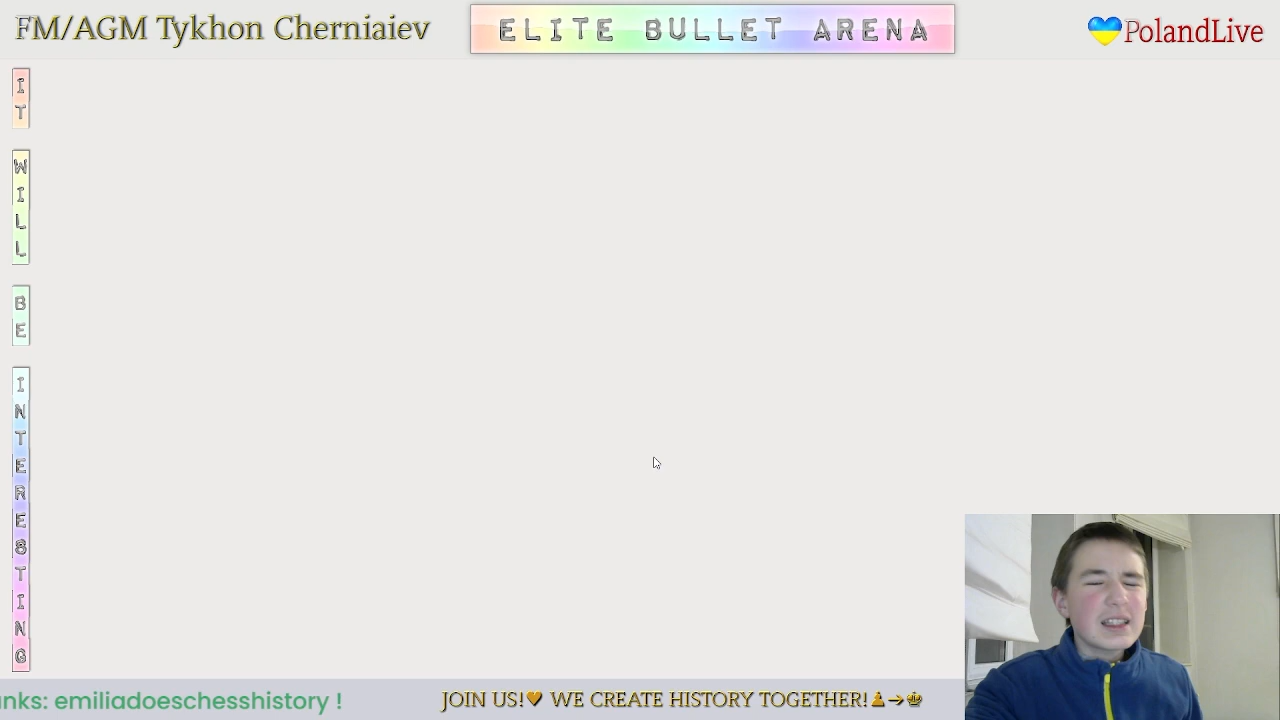 FM/AGM Tykhon Cherniaiev
ELITE BULLET ARENA
PolandLive
IT
WILL
BE
INTERESTING
anks: emiliadoeschesshistory !
JOIN US!🧡 WE CREATE HISTORY TOGETHER!♟→♚